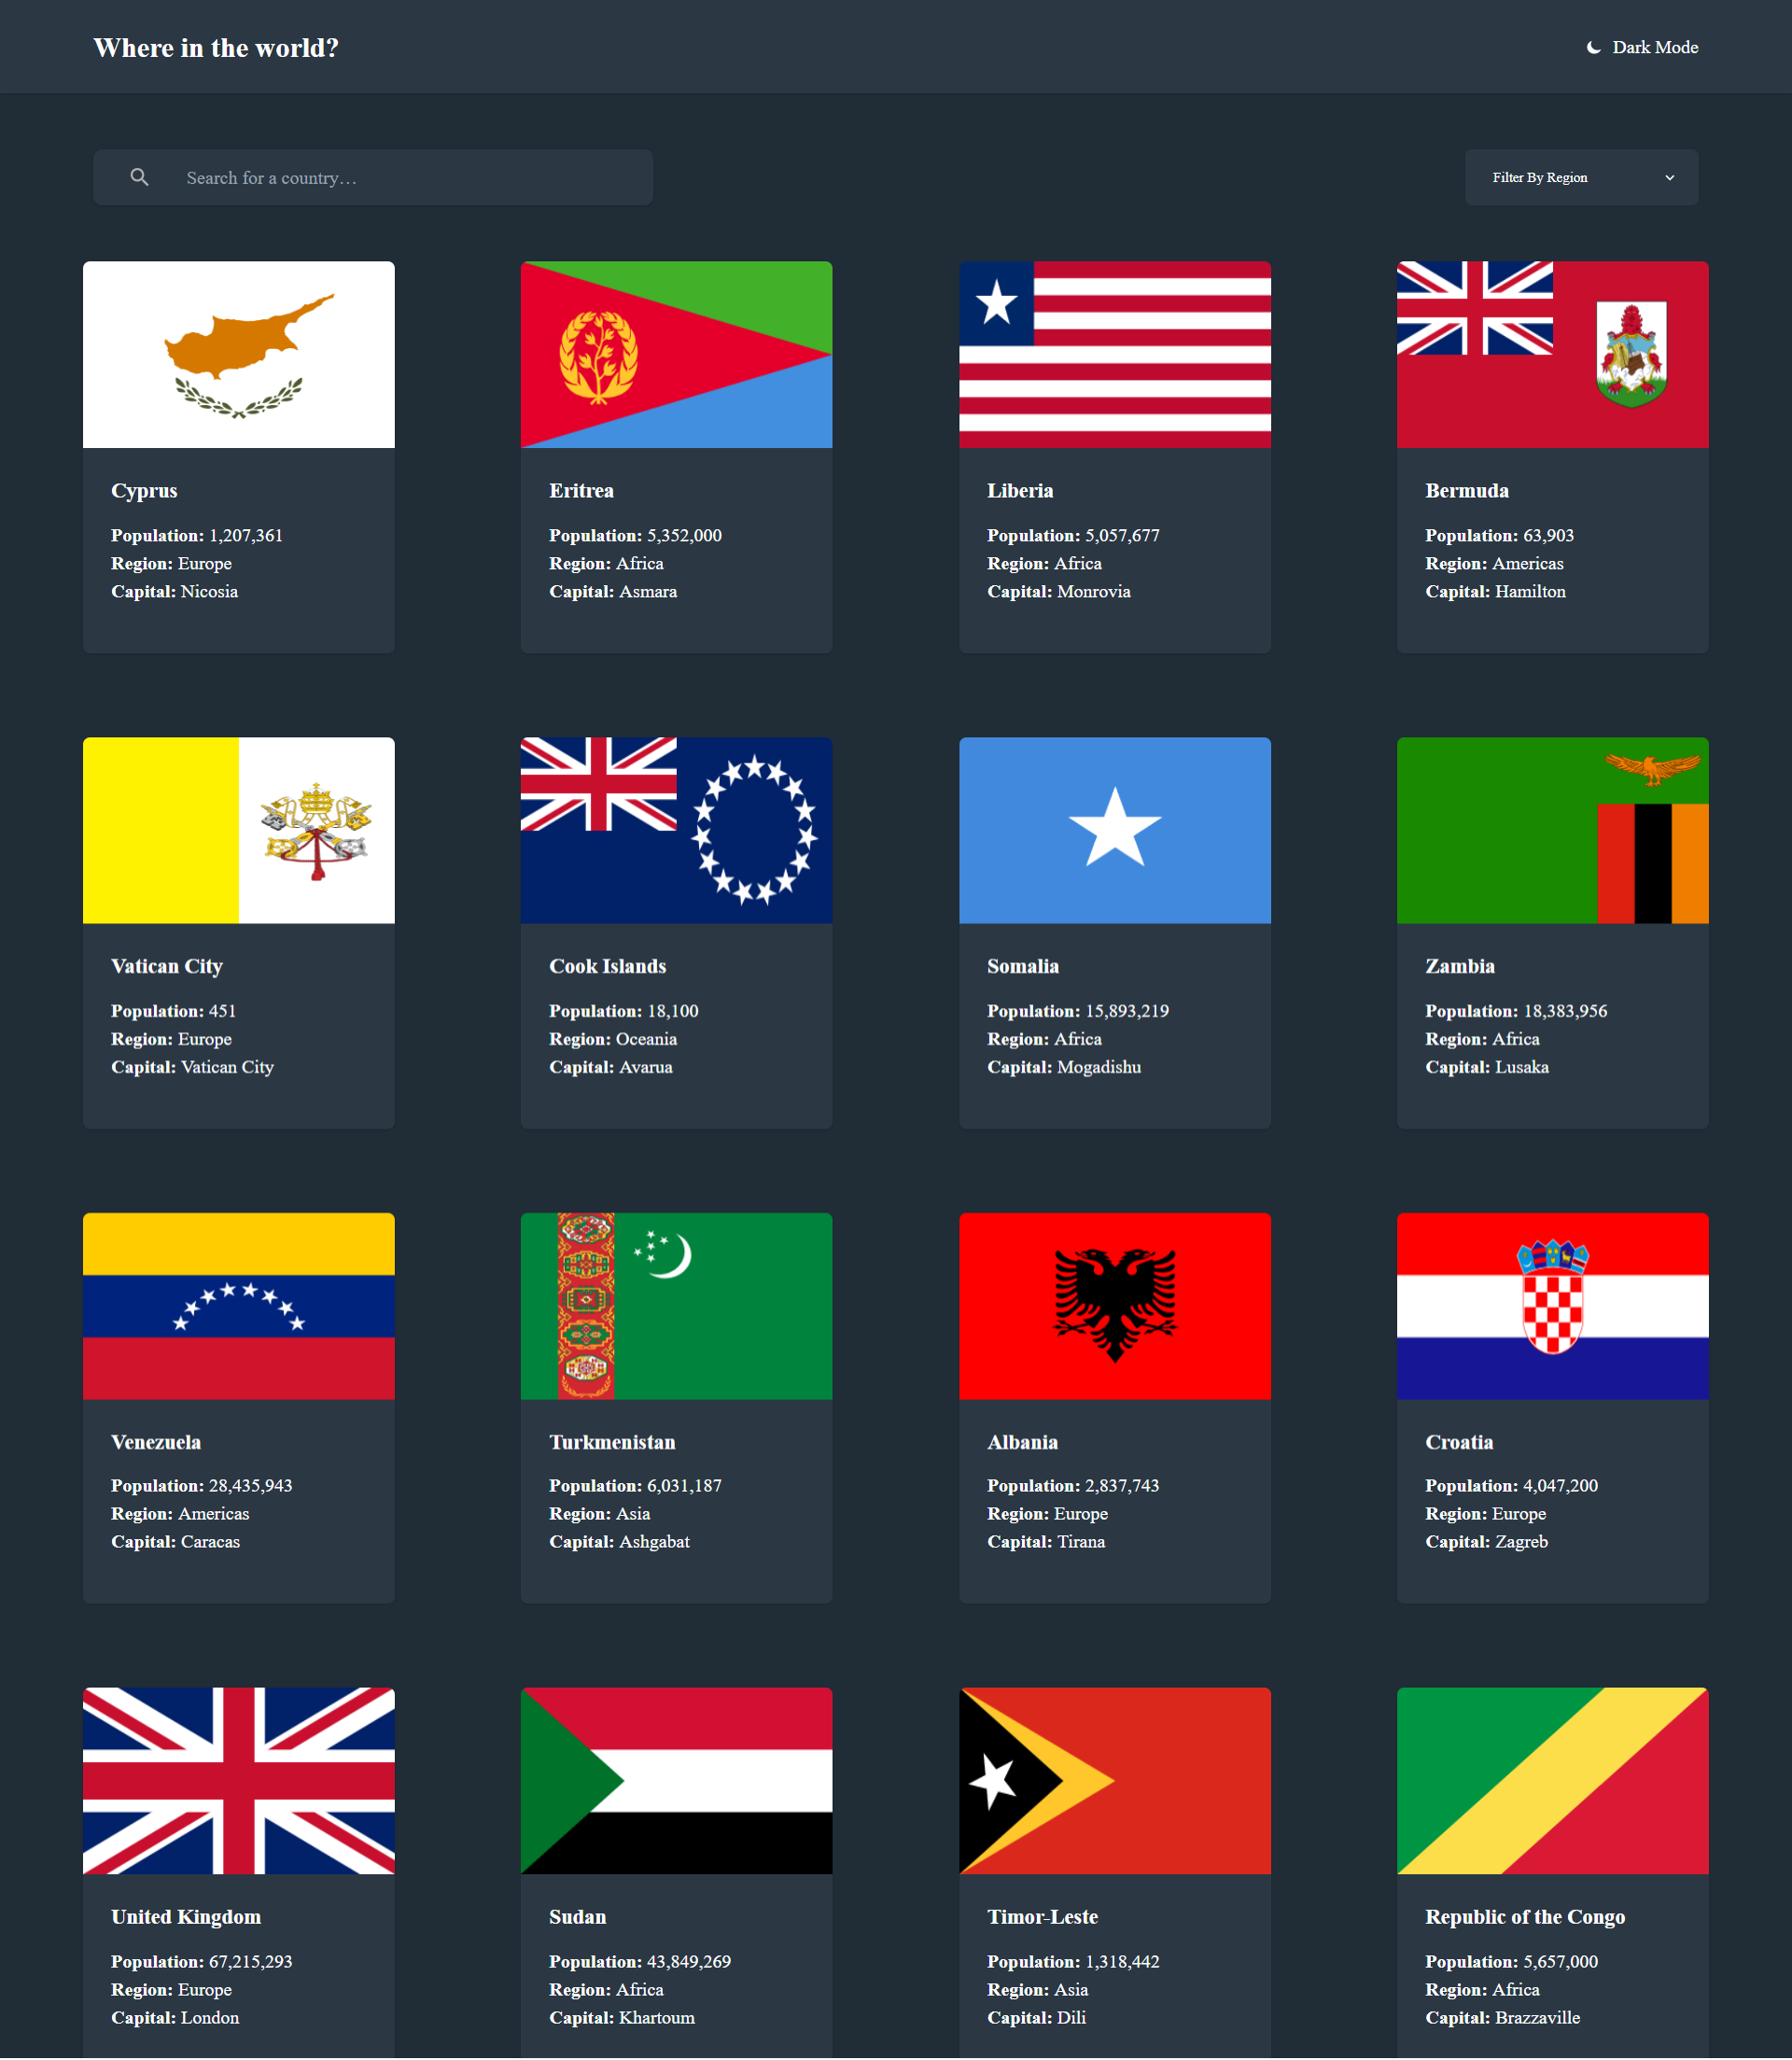 Where in the world?
Dark Mode
Search for a country…
Filter By Region
Cyprus
Population: 1,207,361
Region: Europe
Capital: Nicosia
Eritrea
Population: 5,352,000
Region: Africa
Capital: Asmara
Liberia
Population: 5,057,677
Region: Africa
Capital: Monrovia
Bermuda
Population: 63,903
Region: Americas
Capital: Hamilton
Vatican City
Population: 451
Region: Europe
Capital: Vatican City
Cook Islands
Population: 18,100
Region: Oceania
Capital: Avarua
Somalia
Population: 15,893,219
Region: Africa
Capital: Mogadishu
Zambia
Population: 18,383,956
Region: Africa
Capital: Lusaka
Venezuela
Population: 28,435,943
Region: Americas
Capital: Caracas
Turkmenistan
Population: 6,031,187
Region: Asia
Capital: Ashgabat
Albania
Population: 2,837,743
Region: Europe
Capital: Tirana
Croatia
Population: 4,047,200
Region: Europe
Capital: Zagreb
United Kingdom
Population: 67,215,293
Region: Europe
Capital: London
Sudan
Population: 43,849,269
Region: Africa
Capital: Khartoum
Timor-Leste
Population: 1,318,442
Region: Asia
Capital: Dili
Republic of the Congo
Population: 5,657,000
Region: Africa
Capital: Brazzaville